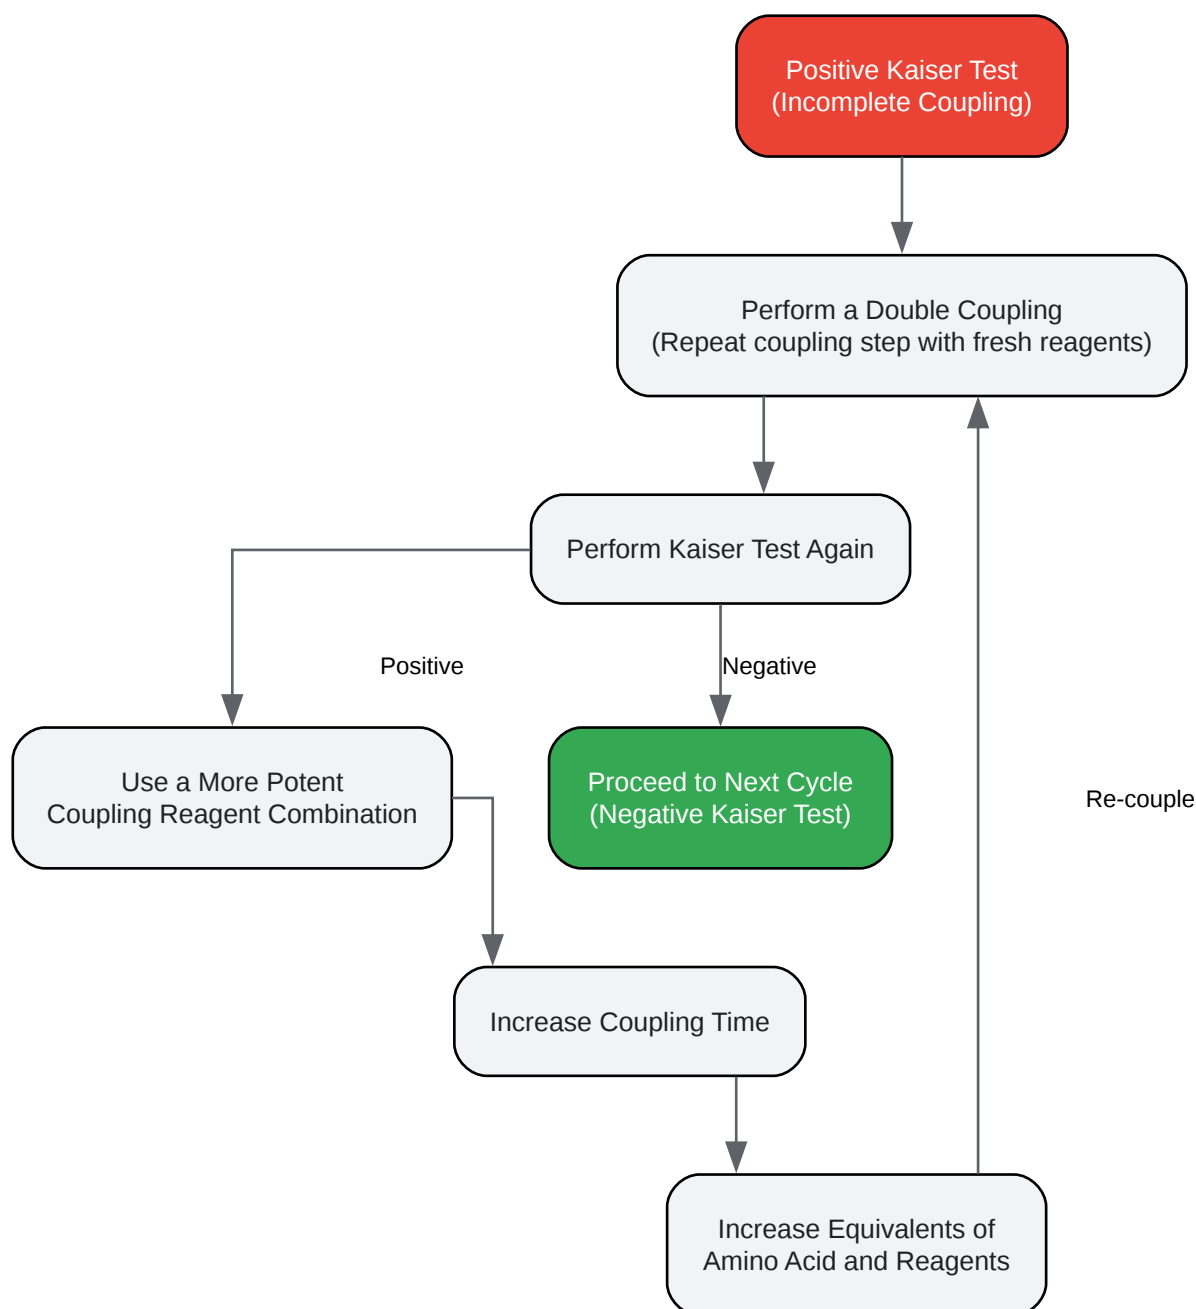 Positive Kaiser Test
(Incomplete Coupling)
Perform a Double Coupling
(Repeat coupling step with fresh reagents)
Perform Kaiser Test Again
Positive
Negative
Use a More Potent
Coupling Reagent Combination
Proceed to Next Cycle
(Negative Kaiser Test)
Re-couple
Increase Coupling Time
Increase Equivalents of
Amino Acid and Reagents